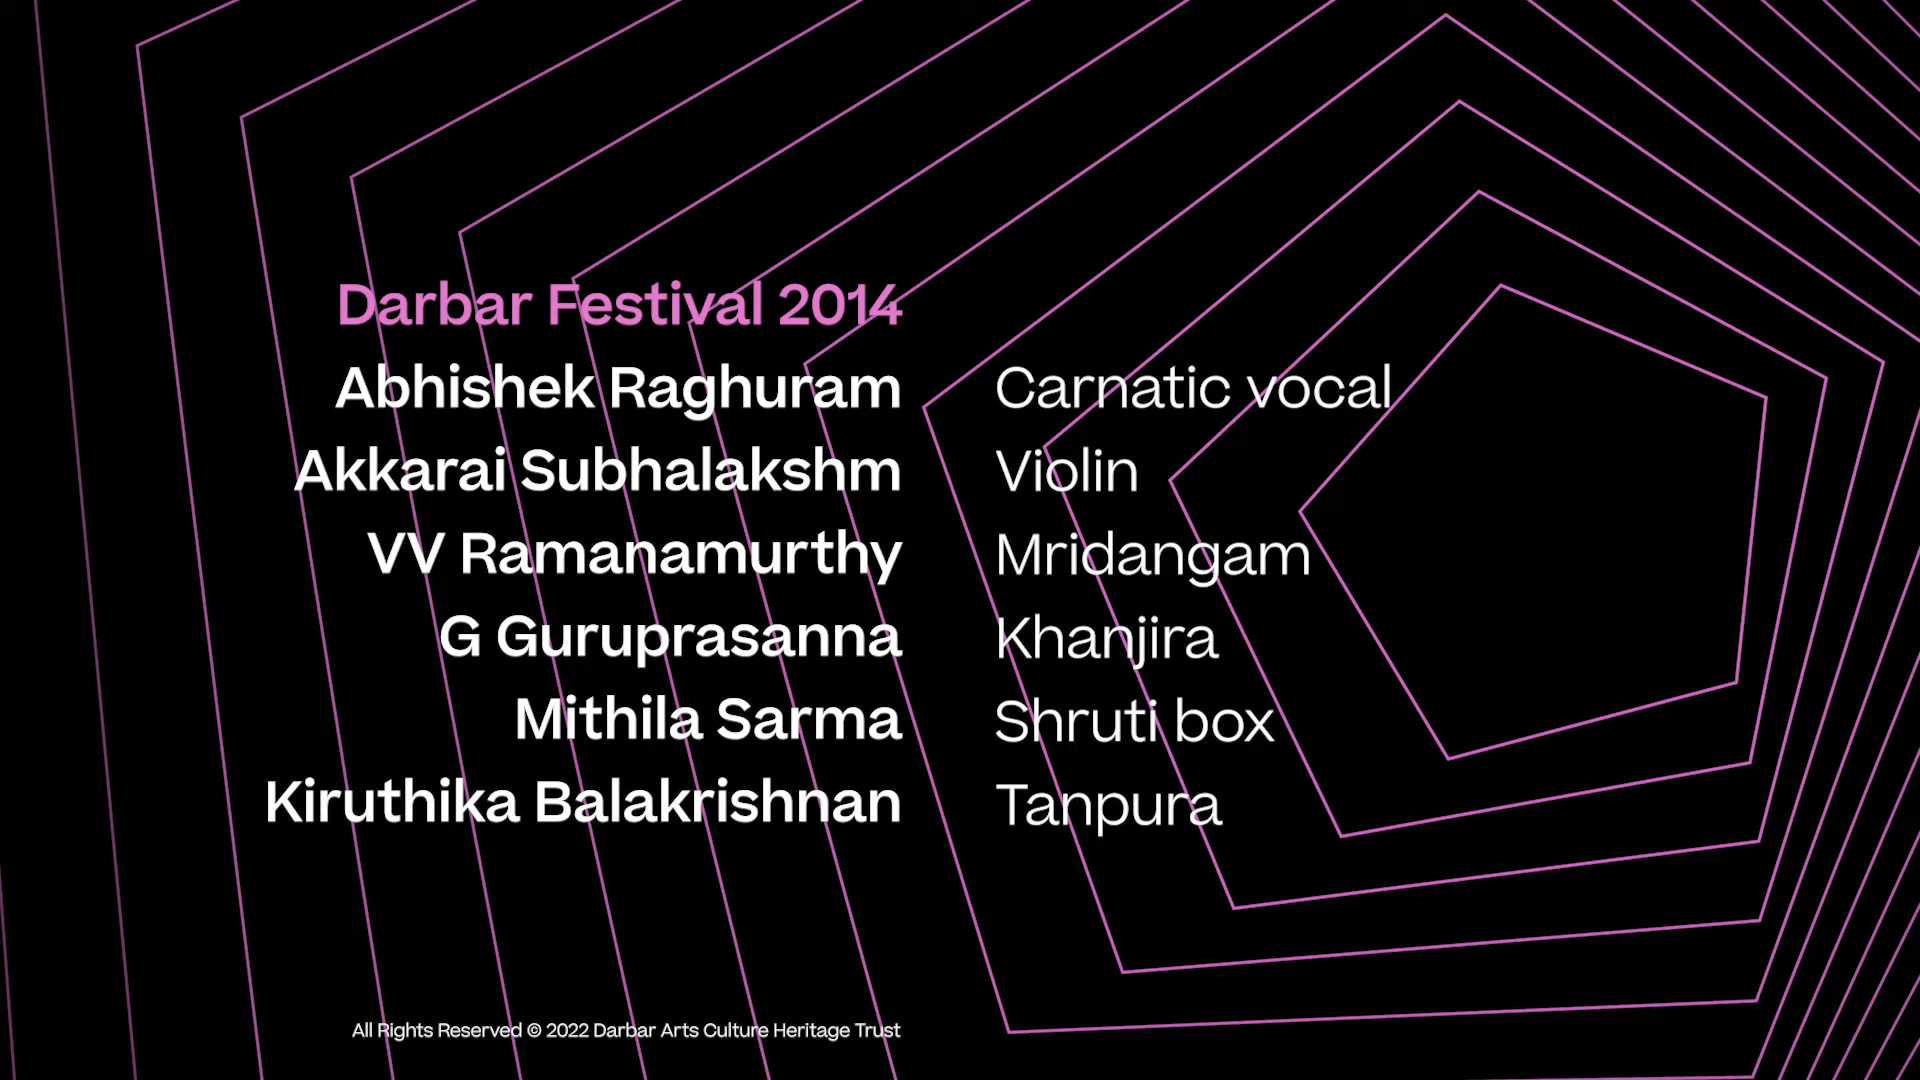 Darbar Festival 2014
Abhishek Raghuram Carnatic vocal
Akkarai Subhalakshm Violin
VV Ramanamurthy Mridangam
G Guruprasanna Khanjira
Mithila Sarma Shruti box
Kiruthika Balakrishnan Tanpura
All Rights Reserved © 2022 Darbar Arts Culture Heritage Trust